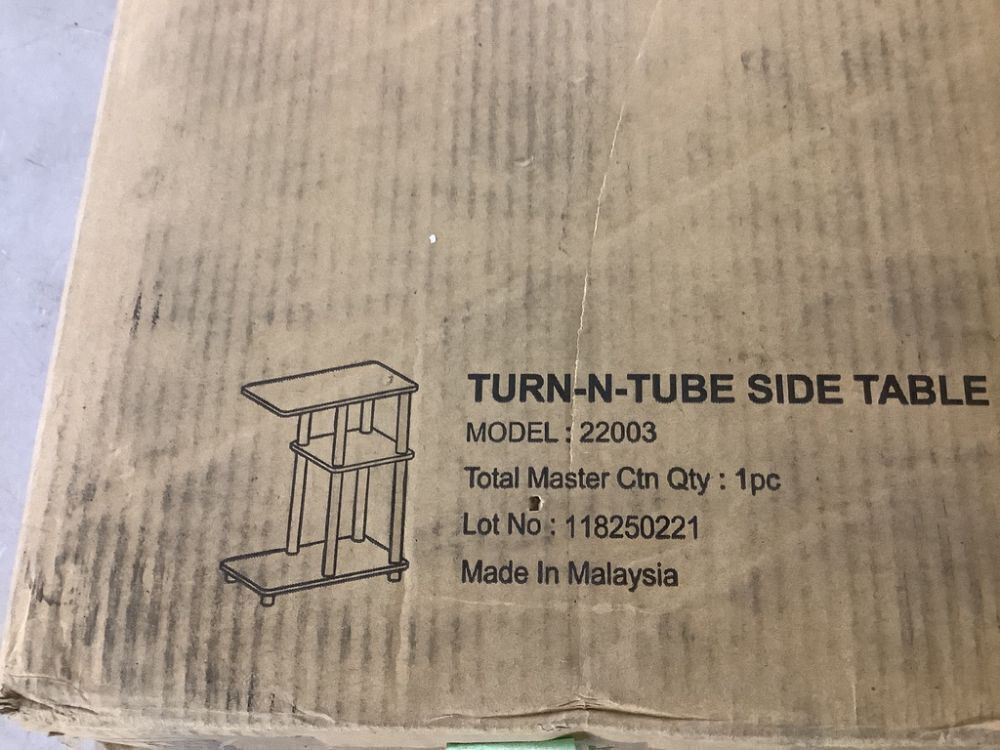 TURN-N-TUBE SIDE TABLE
MODEL : 22003
Total Master Ctn Qty : 1pc
Lot No : 118250221
Made In Malaysia